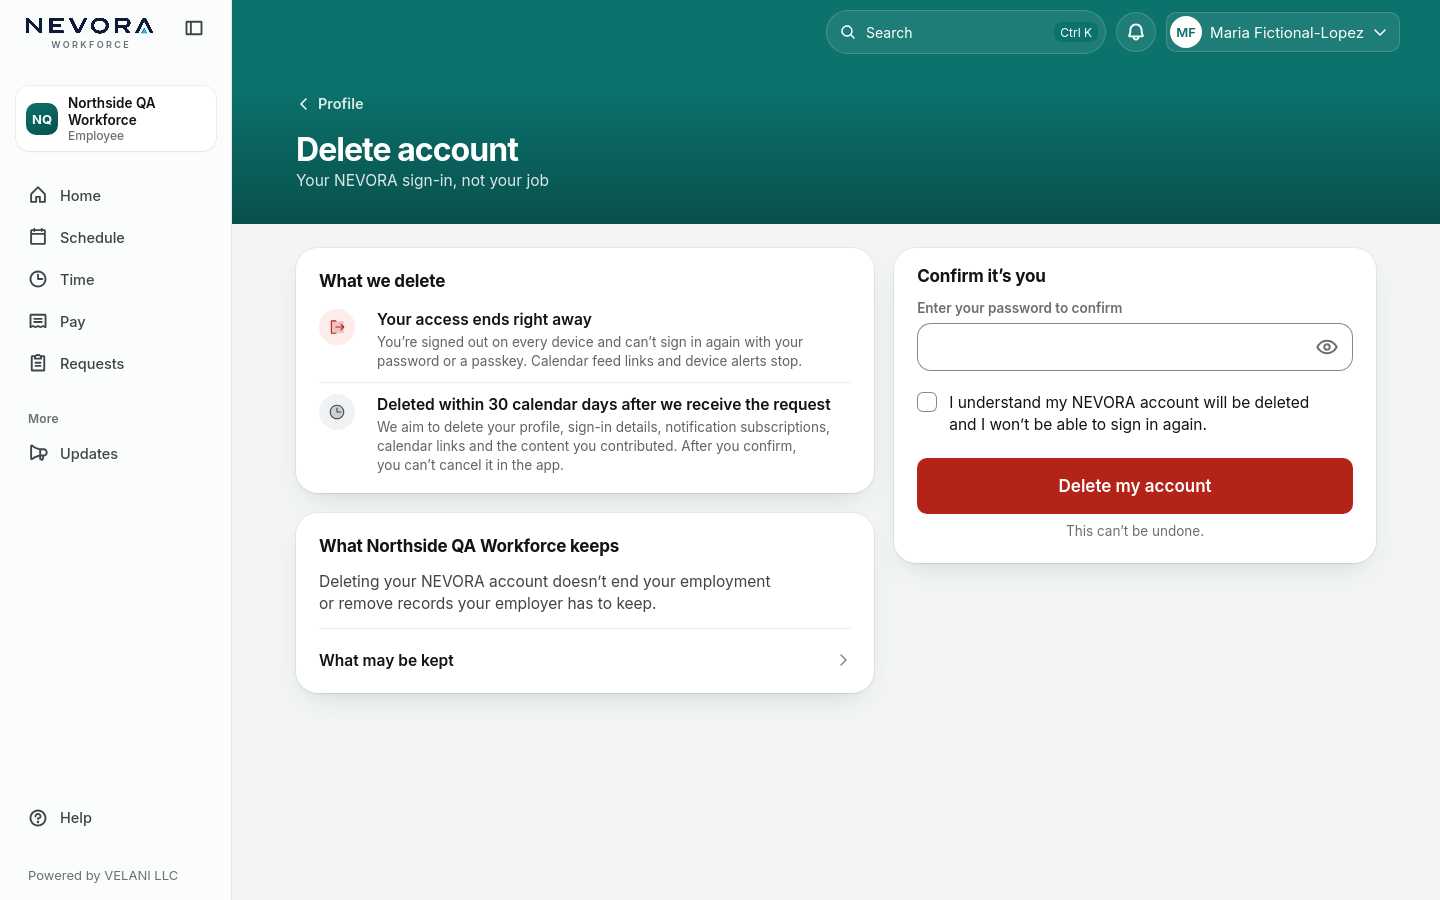 NEVORA
WORKFORCE
NQ
Northside QA
Workforce
Employee
Home
Schedule
Time
Pay
Requests
More
Updates
Help
Powered by VELANI LLC
Search
Ctrl K
MF
Maria Fictional-Lopez
Profile
Delete account
Your NEVORA sign-in, not your job
What we delete
Your access ends right away
You’re signed out on every device and can’t sign in again with your
password or a passkey. Calendar feed links and device alerts stop.
Deleted within 30 calendar days after we receive the request
We aim to delete your profile, sign-in details, notification subscriptions,
calendar links and the content you contributed. After you confirm,
you can’t cancel it in the app.
What Northside QA Workforce keeps
Deleting your NEVORA account doesn’t end your employment
or remove records your employer has to keep.
What may be kept
Confirm it’s you
Enter your password to confirm
I understand my NEVORA account will be deleted
and I won’t be able to sign in again.
Delete my account
This can’t be undone.